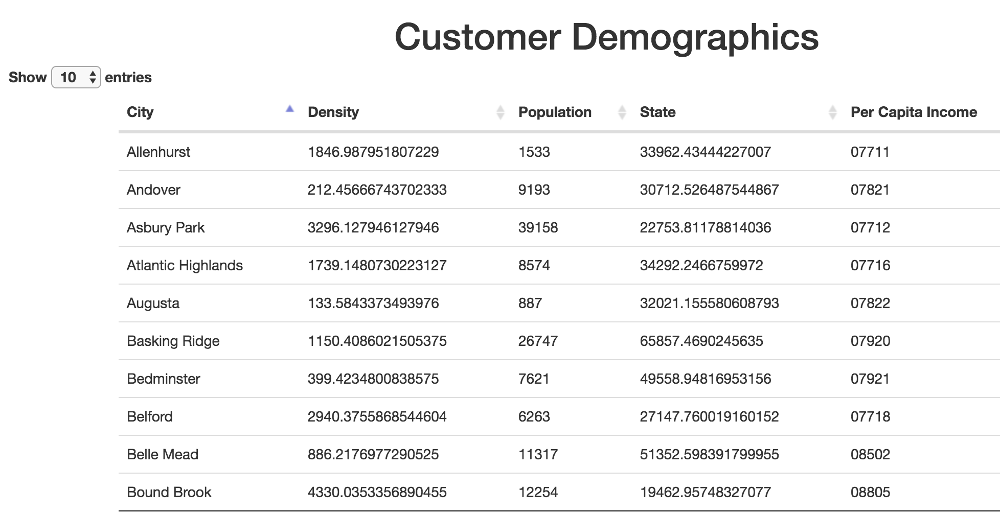 Customer Demographics
Show 10 entries
City Density Population State Per Capita Income
Allenhurst 1846.987951807229 1533 33962.43444227007 07711
Andover 212.45666743702333 9193 30712.526487544867 07821
Asbury Park 3296.127946127946 39158 22753.81178814036 07712
Atlantic Highlands 1739.1480730223127 8574 34292.2466759972 07716
Augusta 133.5843373493976 887 32021.155580608793 07822
Basking Ridge 1150.4086021505375 26747 65857.4690245635 07920
Bedminster 399.4234800838575 7621 49558.94816953156 07921
Belford 2940.3755868544604 6263 27147.760019160152 07718
Belle Mead 886.2176977290525 11317 51352.598391799955 08502
Bound Brook 4330.0353356890455 12254 19462.95748327077 08805